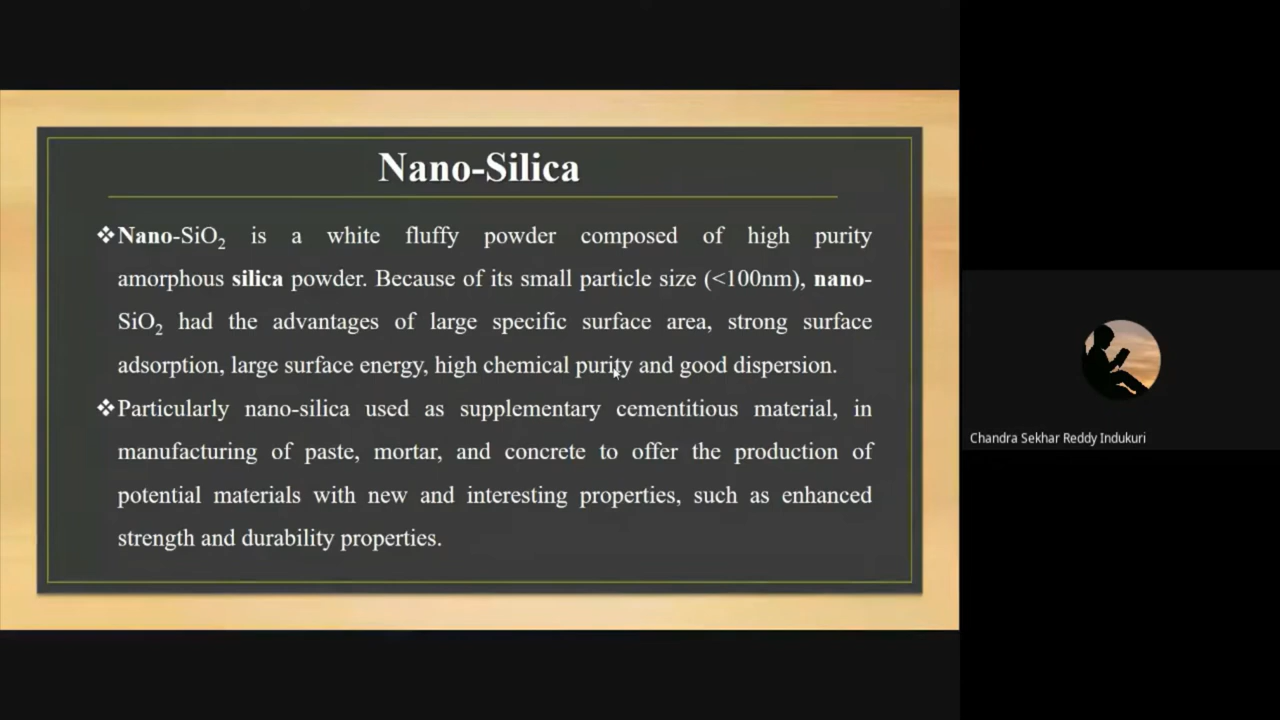 Nano-Silica
❖Nano-SiO₂ is a white fluffy powder composed of high purity
amorphous silica powder. Because of its small particle size (<100nm), nano-
SiO₂ had the advantages of large specific surface area, strong surface
adsorption, large surface energy, high chemical purity and good dispersion.
❖Particularly nano-silica used as supplementary cementitious material, in
manufacturing of paste, mortar, and concrete to offer the production of
potential materials with new and interesting properties, such as enhanced
strength and durability properties.
Chandra Sekhar Reddy Indukuri